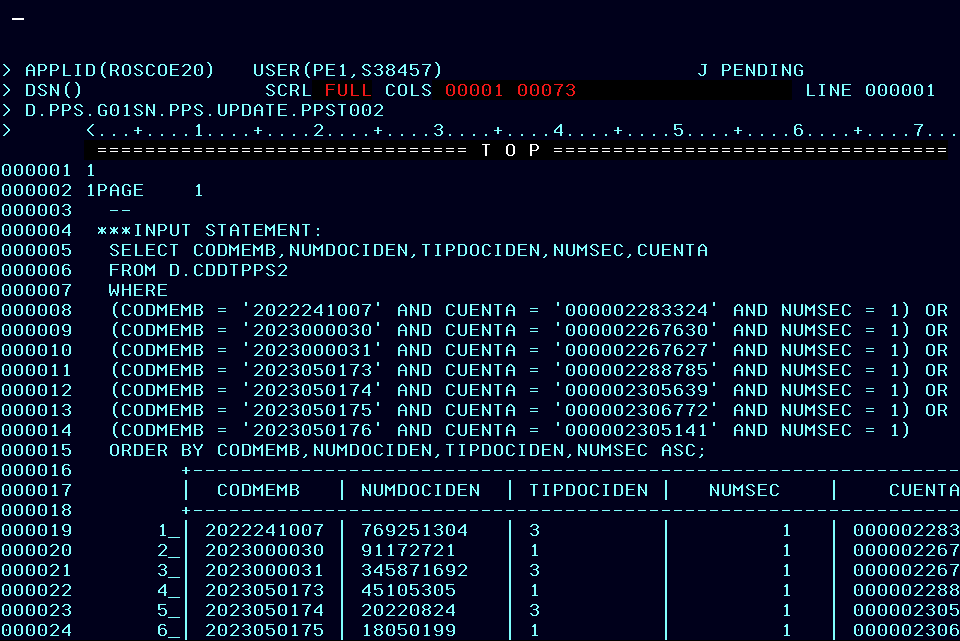 > APPLID(ROSCOE20)   USER(PE1,S38457)                     J PENDING
> DSN()               SCRL FULL COLS 00001 00073                   LINE 000001
> D.PPS.G01SN.PPS.UPDATE.PPST002
>      <...+....1....+....2....+....3....+....4....+....5....+....6....+....7...
=============================== T O P =================================
000001 1
000002 1PAGE    1
000003   --
000004  ***INPUT STATEMENT:
000005   SELECT CODMEMB,NUMDOCIDEN,TIPDOCIDEN,NUMSEC,CUENTA
000006   FROM D.CDDTPPS2
000007   WHERE
000008   (CODMEMB = '2022241007' AND CUENTA = '000002283324' AND NUMSEC = 1) OR
000009   (CODMEMB = '2023000030' AND CUENTA = '000002267630' AND NUMSEC = 1) OR
000010   (CODMEMB = '2023000031' AND CUENTA = '000002267627' AND NUMSEC = 1) OR
000011   (CODMEMB = '2023050173' AND CUENTA = '000002288785' AND NUMSEC = 1) OR
000012   (CODMEMB = '2023050174' AND CUENTA = '000002305639' AND NUMSEC = 1) OR
000013   (CODMEMB = '2023050175' AND CUENTA = '000002306772' AND NUMSEC = 1) OR
000014   (CODMEMB = '2023050176' AND CUENTA = '000002305141' AND NUMSEC = 1)
000015   ORDER BY CODMEMB,NUMDOCIDEN,TIPDOCIDEN,NUMSEC ASC;
000016         +----------------------------------------------------------------
000017         |  CODMEMB   | NUMDOCIDEN  | TIPDOCIDEN |   NUMSEC    |    CUENTA
000018         +----------------------------------------------------------------
000019       1_| 2022241007 | 769251304   | 3          |         1   | 000002283
000020       2_| 2023000030 | 91172721    | 1          |         1   | 000002267
000021       3_| 2023000031 | 345871692   | 3          |         1   | 000002267
000022       4_| 2023050173 | 45105305    | 1          |         1   | 000002288
000023       5_| 2023050174 | 20220824    | 3          |         1   | 000002305
000024       6_| 2023050175 | 18050199    | 1          |         1   | 000002306